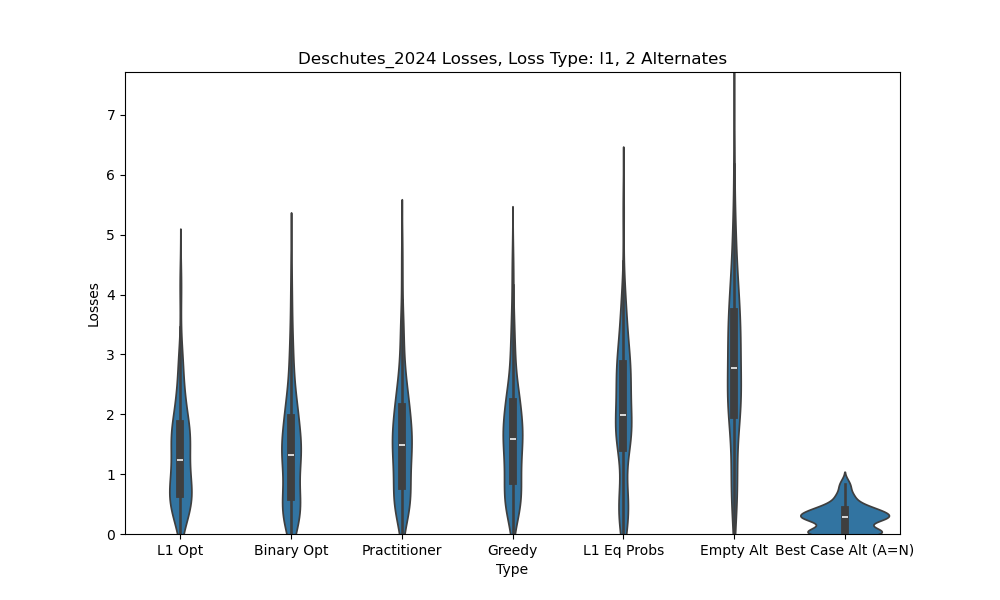 Deschutes_2024 Losses, Loss Type: l1, 2 Alternates
Losses
7
6
5
4
3
2
1
0
L1 Opt Binary Opt Practitioner Greedy L1 Eq Probs Empty Alt Best Case Alt (A=N)
Type